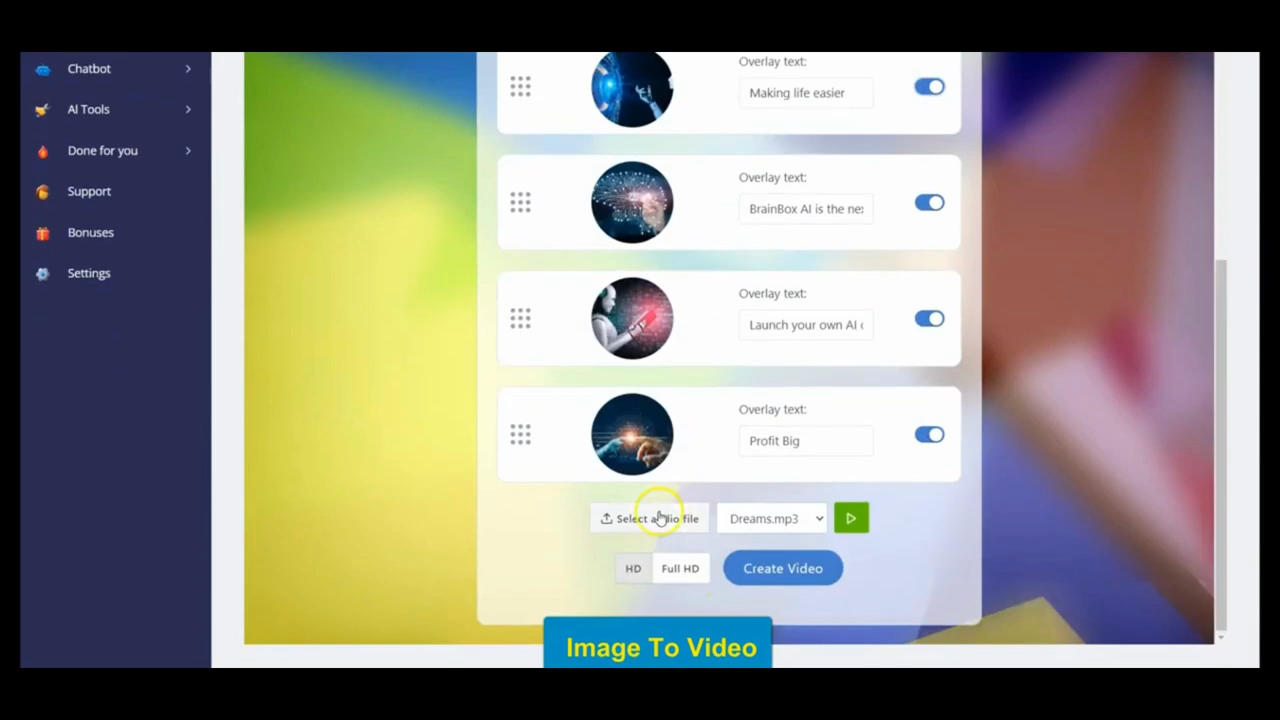 Chatbot
AI Tools
Done for you
Support
Bonuses
Settings
Overlay text:
Making life easier
Overlay text:
BrainBox AI is the nex
Overlay text:
Launch your own AI
Overlay text:
Profit Big
Select audio file
Dreams.mp3
HD
Full HD
Create Video
Image To Video